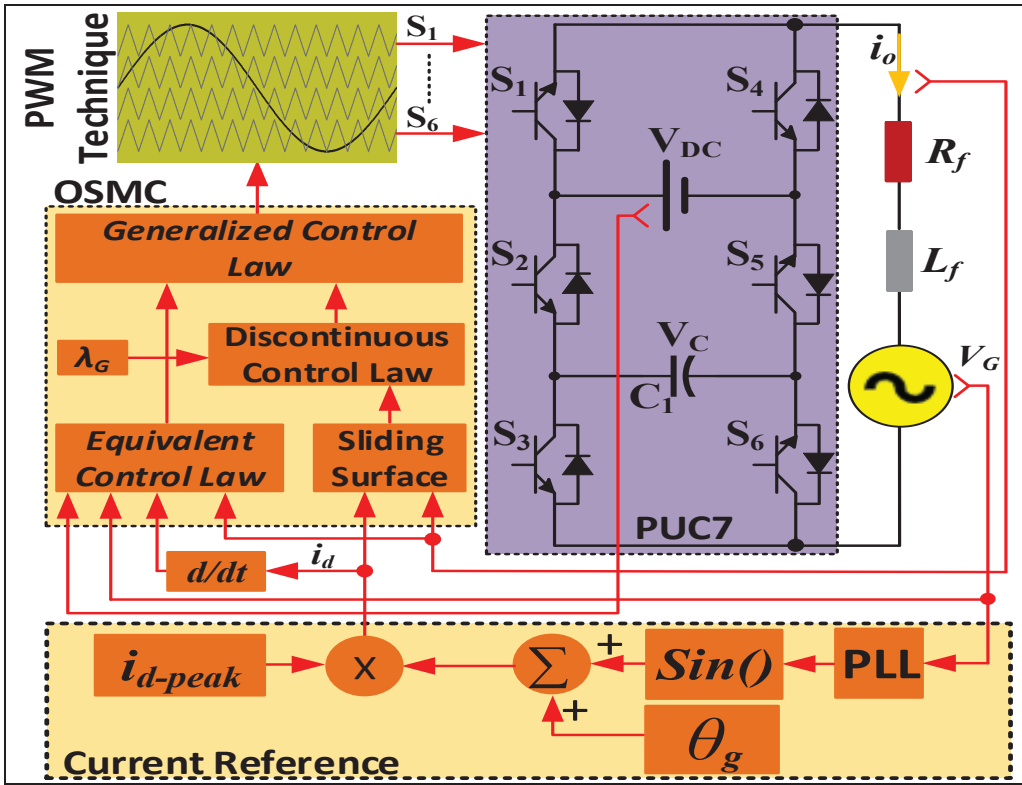 PWM
Technique
S1
S6
OSMC
Generalized Control
Law
λG
Discontinuous
Control Law
Equivalent
Control Law
Sliding
Surface
S1
S4
VDC
S2
S5
VC
C1
S3
S6
PUC7
io
Rf
Lf
VG
d/dt
id
id-peak
X
Σ
+
+
Sin()
PLL
θg
Current Reference